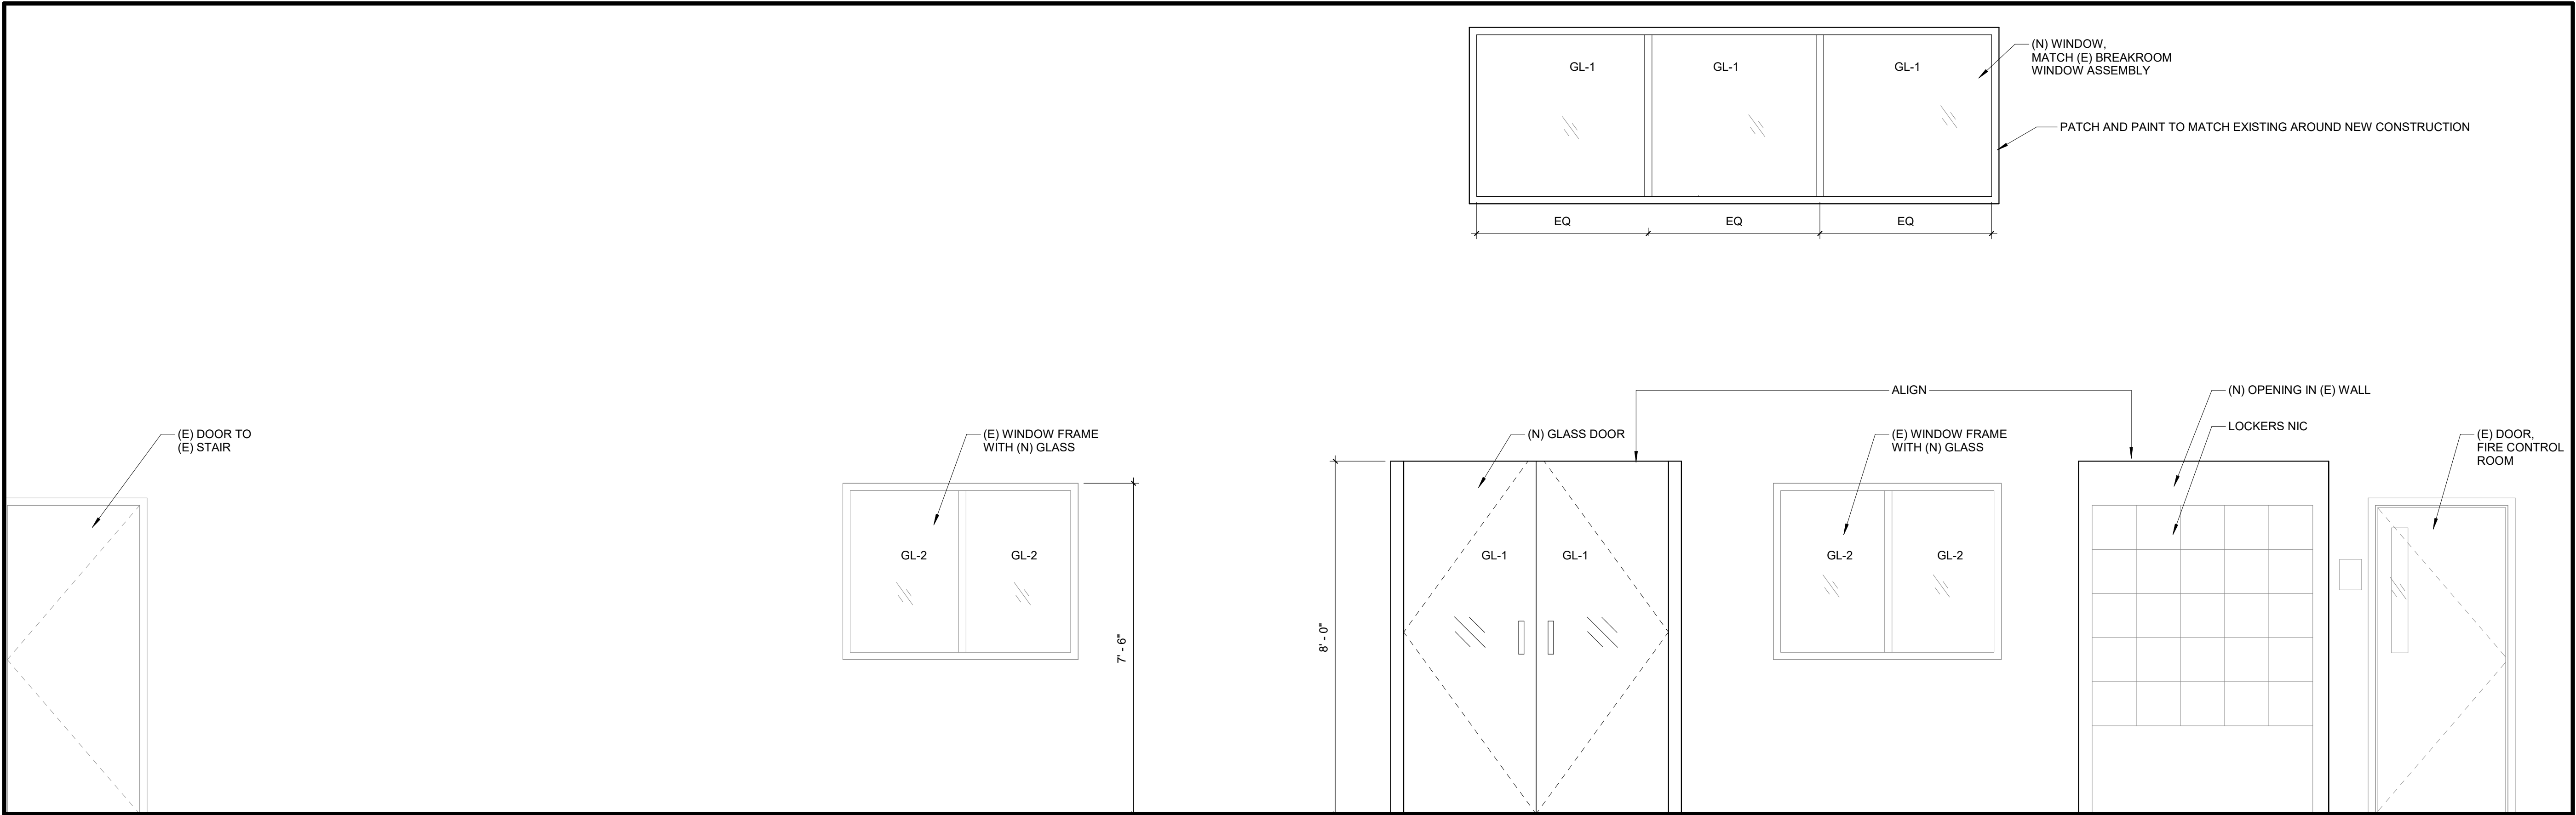 GL-1
GL-1
GL-1
(N) WINDOW,
MATCH (E) BREAKROOM
WINDOW ASSEMBLY
PATCH AND PAINT TO MATCH EXISTING AROUND NEW CONSTRUCTION
EQ
EQ
EQ
ALIGN
(N) OPENING IN (E) WALL
LOCKERS NIC
(E) DOOR TO
(E) STAIR
(E) WINDOW FRAME
WITH (N) GLASS
(N) GLASS DOOR
(E) WINDOW FRAME
WITH (N) GLASS
(E) DOOR,
FIRE CONTROL
ROOM
GL-2
GL-2
GL-1
GL-1
GL-2
GL-2
7' - 6"
8' - 0"